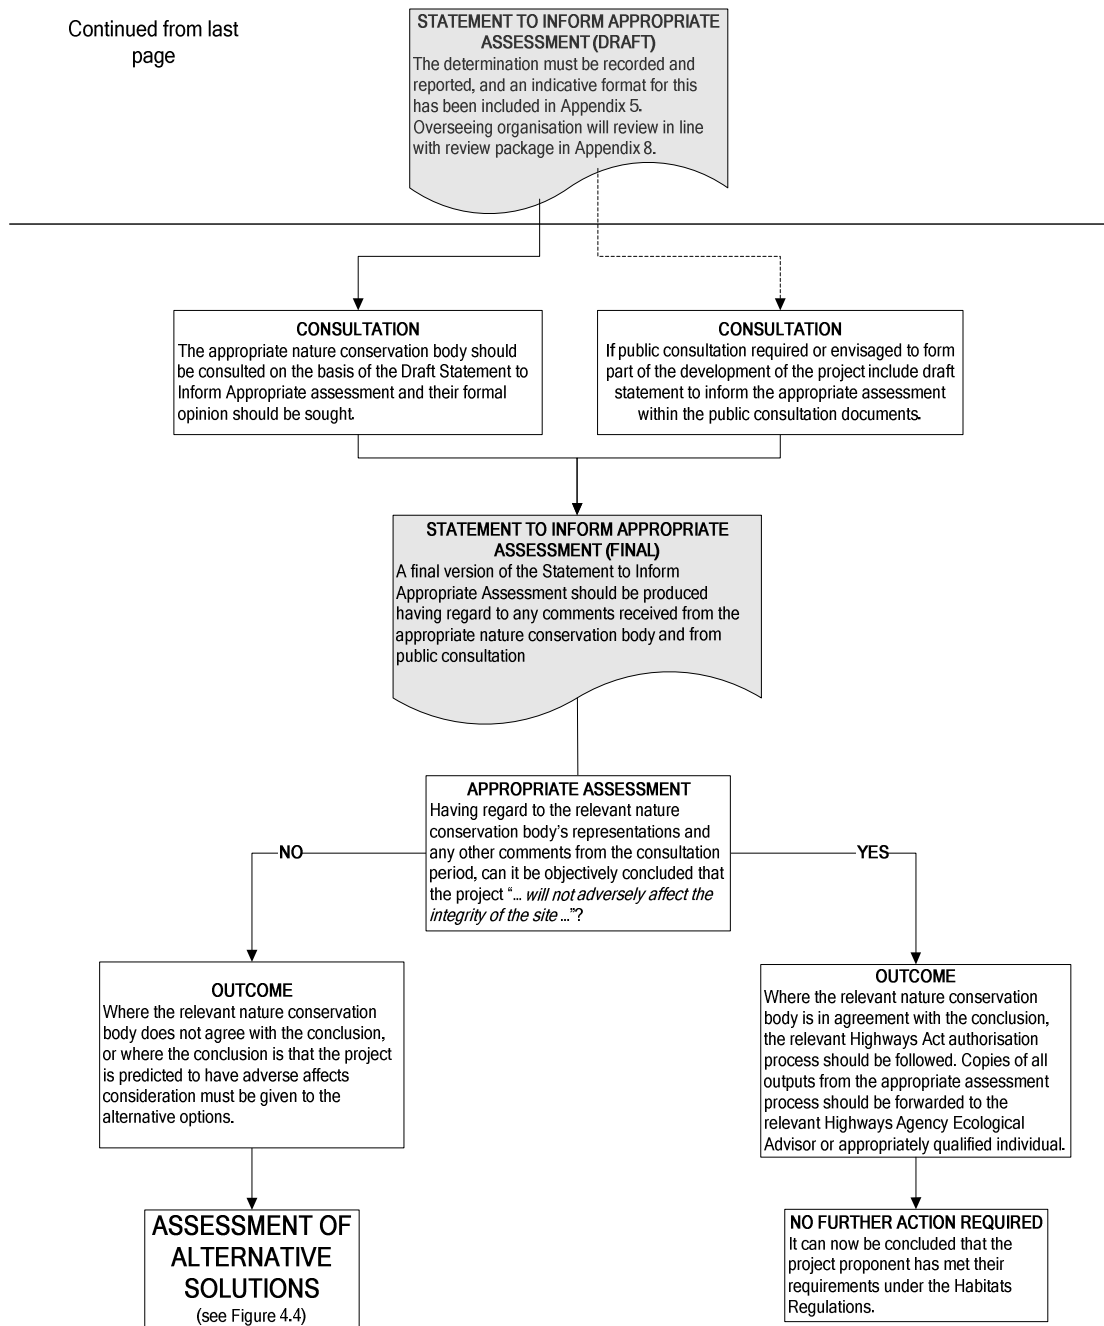 Continued from last
page
STATEMENT TO INFORM APPROPRIATE
ASSESSMENT (DRAFT)
The determination must be recorded and
reported, and an indicative format for this
has been included in Appendix 5.
Overseeing organisation will review in line
with review package in Appendix 8.
CONSULTATION
The appropriate nature conservation body should
be consulted on the basis of the Draft Statement to
Inform Appropriate assessment and their formal
opinion should be sought.
CONSULTATION
If public consultation required or envisaged to form
part of the development of the project include draft
statement to inform the appropriate assessment
within the public consultation documents.
STATEMENT TO INFORM APPROPRIATE
ASSESSMENT (FINAL)
A final version of the Statement to Inform
Appropriate Assessment should be produced
having regard to any comments received from the
appropriate nature conservation body and from
public consultation
APPROPRIATE ASSESSMENT
Having regard to the relevant nature
conservation body's representations and
any other comments from the consultation
period, can it be objectively concluded that
the project “... will not adversely affect the
integrity of the site ...”?
NO
YES
OUTCOME
Where the relevant nature conservation
body does not agree with the conclusion,
or where the conclusion is that the project
is predicted to have adverse affects
consideration must be given to the
alternative options.
OUTCOME
Where the relevant nature conservation
body is in agreement with the conclusion,
the relevant Highways Act authorisation
process should be followed. Copies of all
outputs from the appropriate assessment
process should be forwarded to the
relevant Highways Agency Ecological
Advisor or appropriately qualified individual.
ASSESSMENT OF
ALTERNATIVE
SOLUTIONS
(see Figure 4.4)
NO FURTHER ACTION REQUIRED
It can now be concluded that the
project proponent has met their
requirements under the Habitats
Regulations.